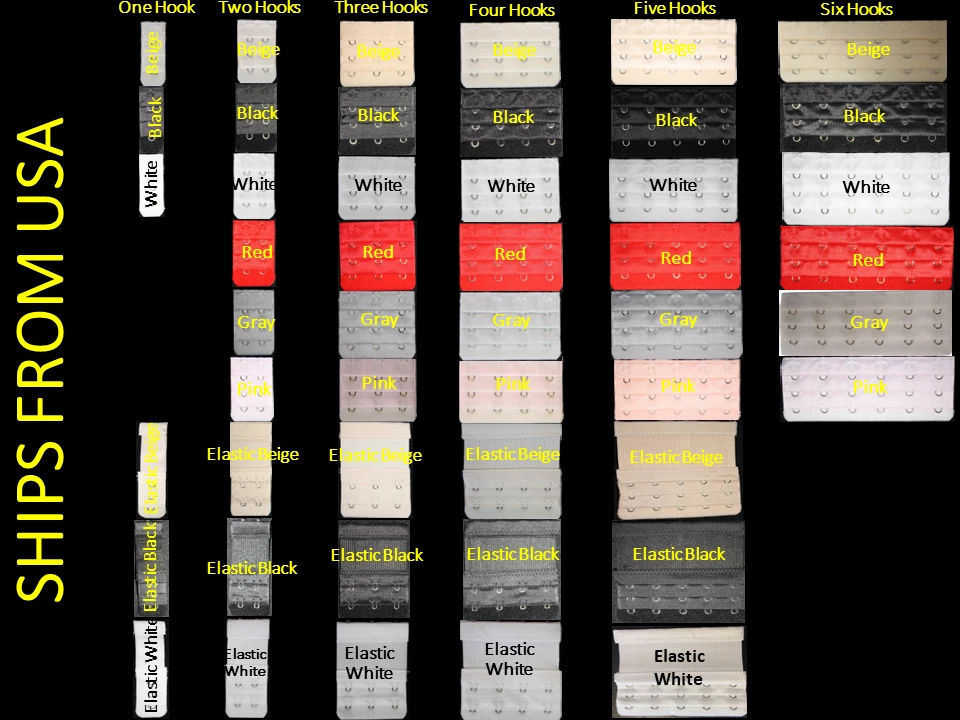 SHIPS FROM USA
One Hook
Two Hooks
Three Hooks
Four Hooks
Five Hooks
Six Hooks
Beige
Beige
Beige
Beige
Beige
Beige
Black
Black
Black
Black
Black
Black
White
White
White
White
White
White
Red
Red
Red
Red
Red
Gray
Gray
Gray
Gray
Gray
Pink
Pink
Pink
Pink
Pink
Elastic Beige
Elastic Beige
Elastic Beige
Elastic Beige
Elastic Beige
Elastic Black
Elastic Black
Elastic Black
Elastic Black
Elastic Black
Elastic White
Elastic
White
Elastic
White
Elastic
White
Elastic
White